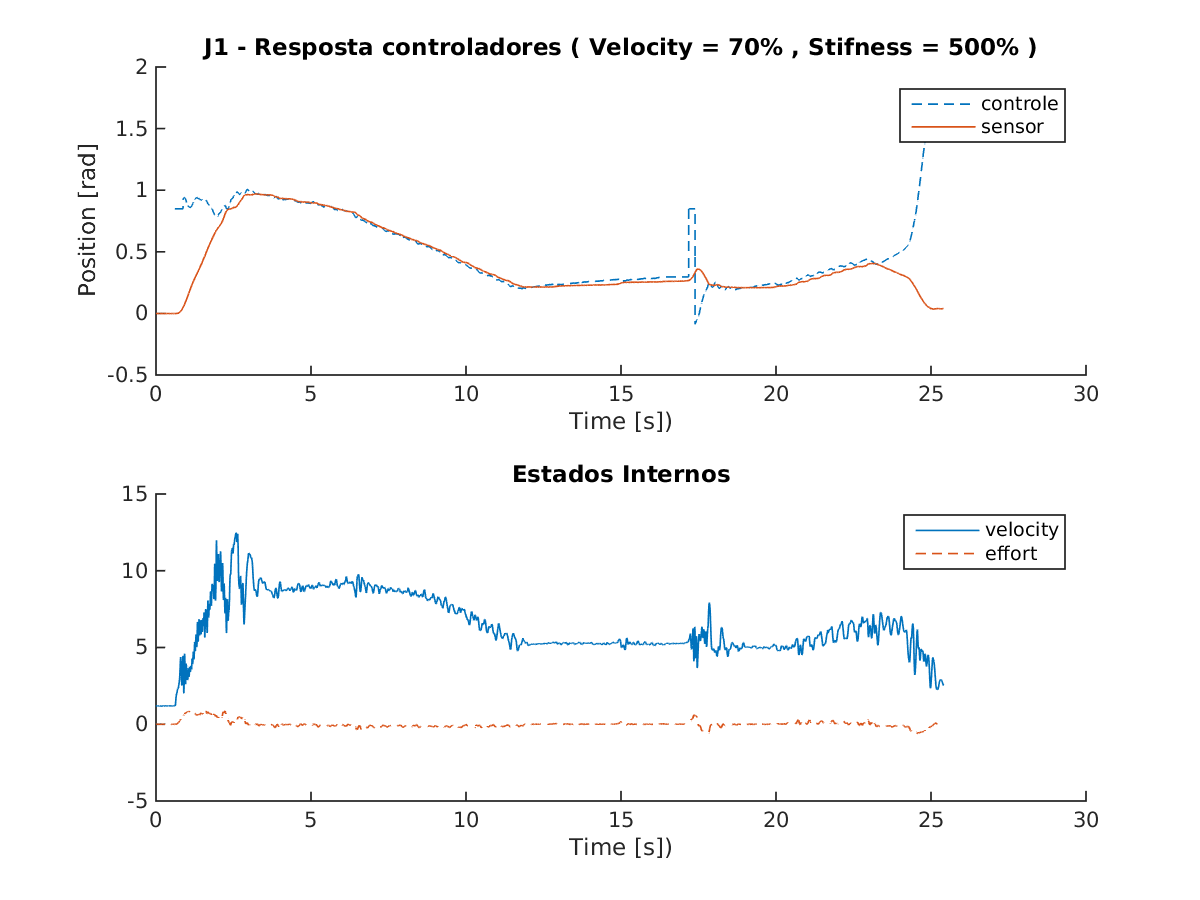 J1 - Resposta controladores ( Velocity = 70% , Stifness = 500% )
2
1.5
1
0.5
0
-0.5
Position [rad]
controle
sensor
0 5 10 15 20 25 30
Time [s])
Estados Internos
15
10
5
0
-5
velocity
effort
0 5 10 15 20 25 30
Time [s])